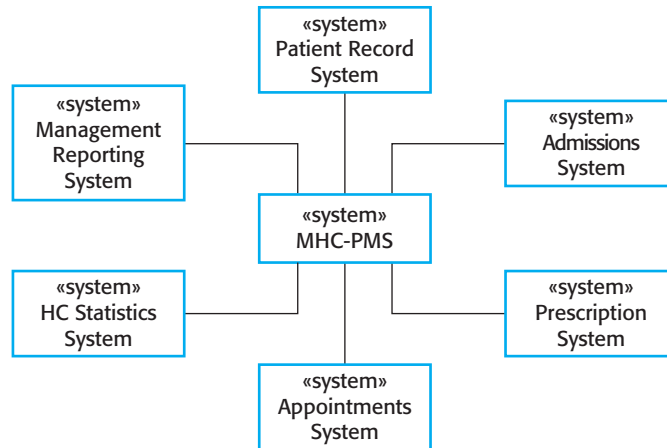 «system»
Patient Record
System
«system»
Management
Reporting
System
«system»
Admissions
System
«system»
MHC-PMS
«system»
HC Statistics
System
«system»
Prescription
System
«system»
Appointments
System